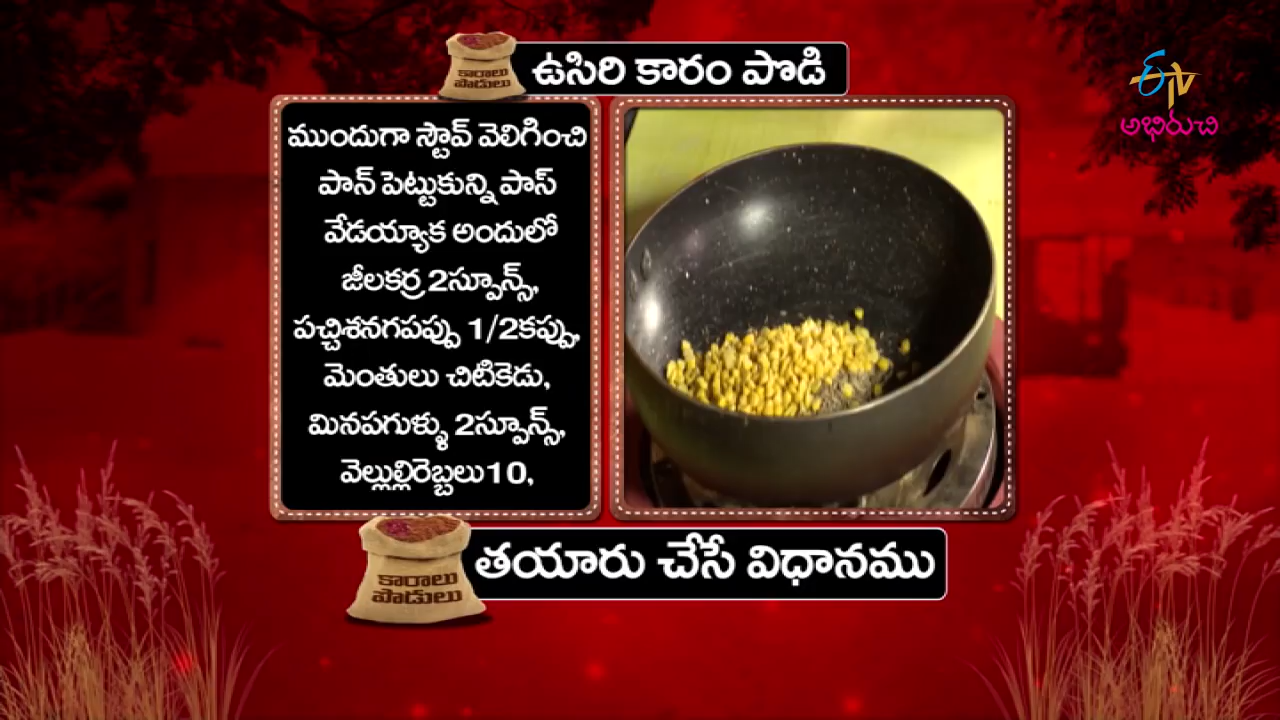 కారాలు
పొడులు
ఉసిరి కారం పొడి
ETV
అభిరుచి
ముందుగా స్టౌవ్ వెలిగించి
పాన్ పెట్టుకున్ని పాస్
వేడయ్యాక అందులో
జీలకర్ర 2స్పూన్స్,
పచ్చిశనగపప్పు 1/2కప్పు,
మెంతులు చిటికెడు,
మినపగుళ్ళు 2స్పూన్స్,
వెల్లుల్లిరెబ్బలు10,
కారాలు
పొడులు
తయారు చేసే విధానము